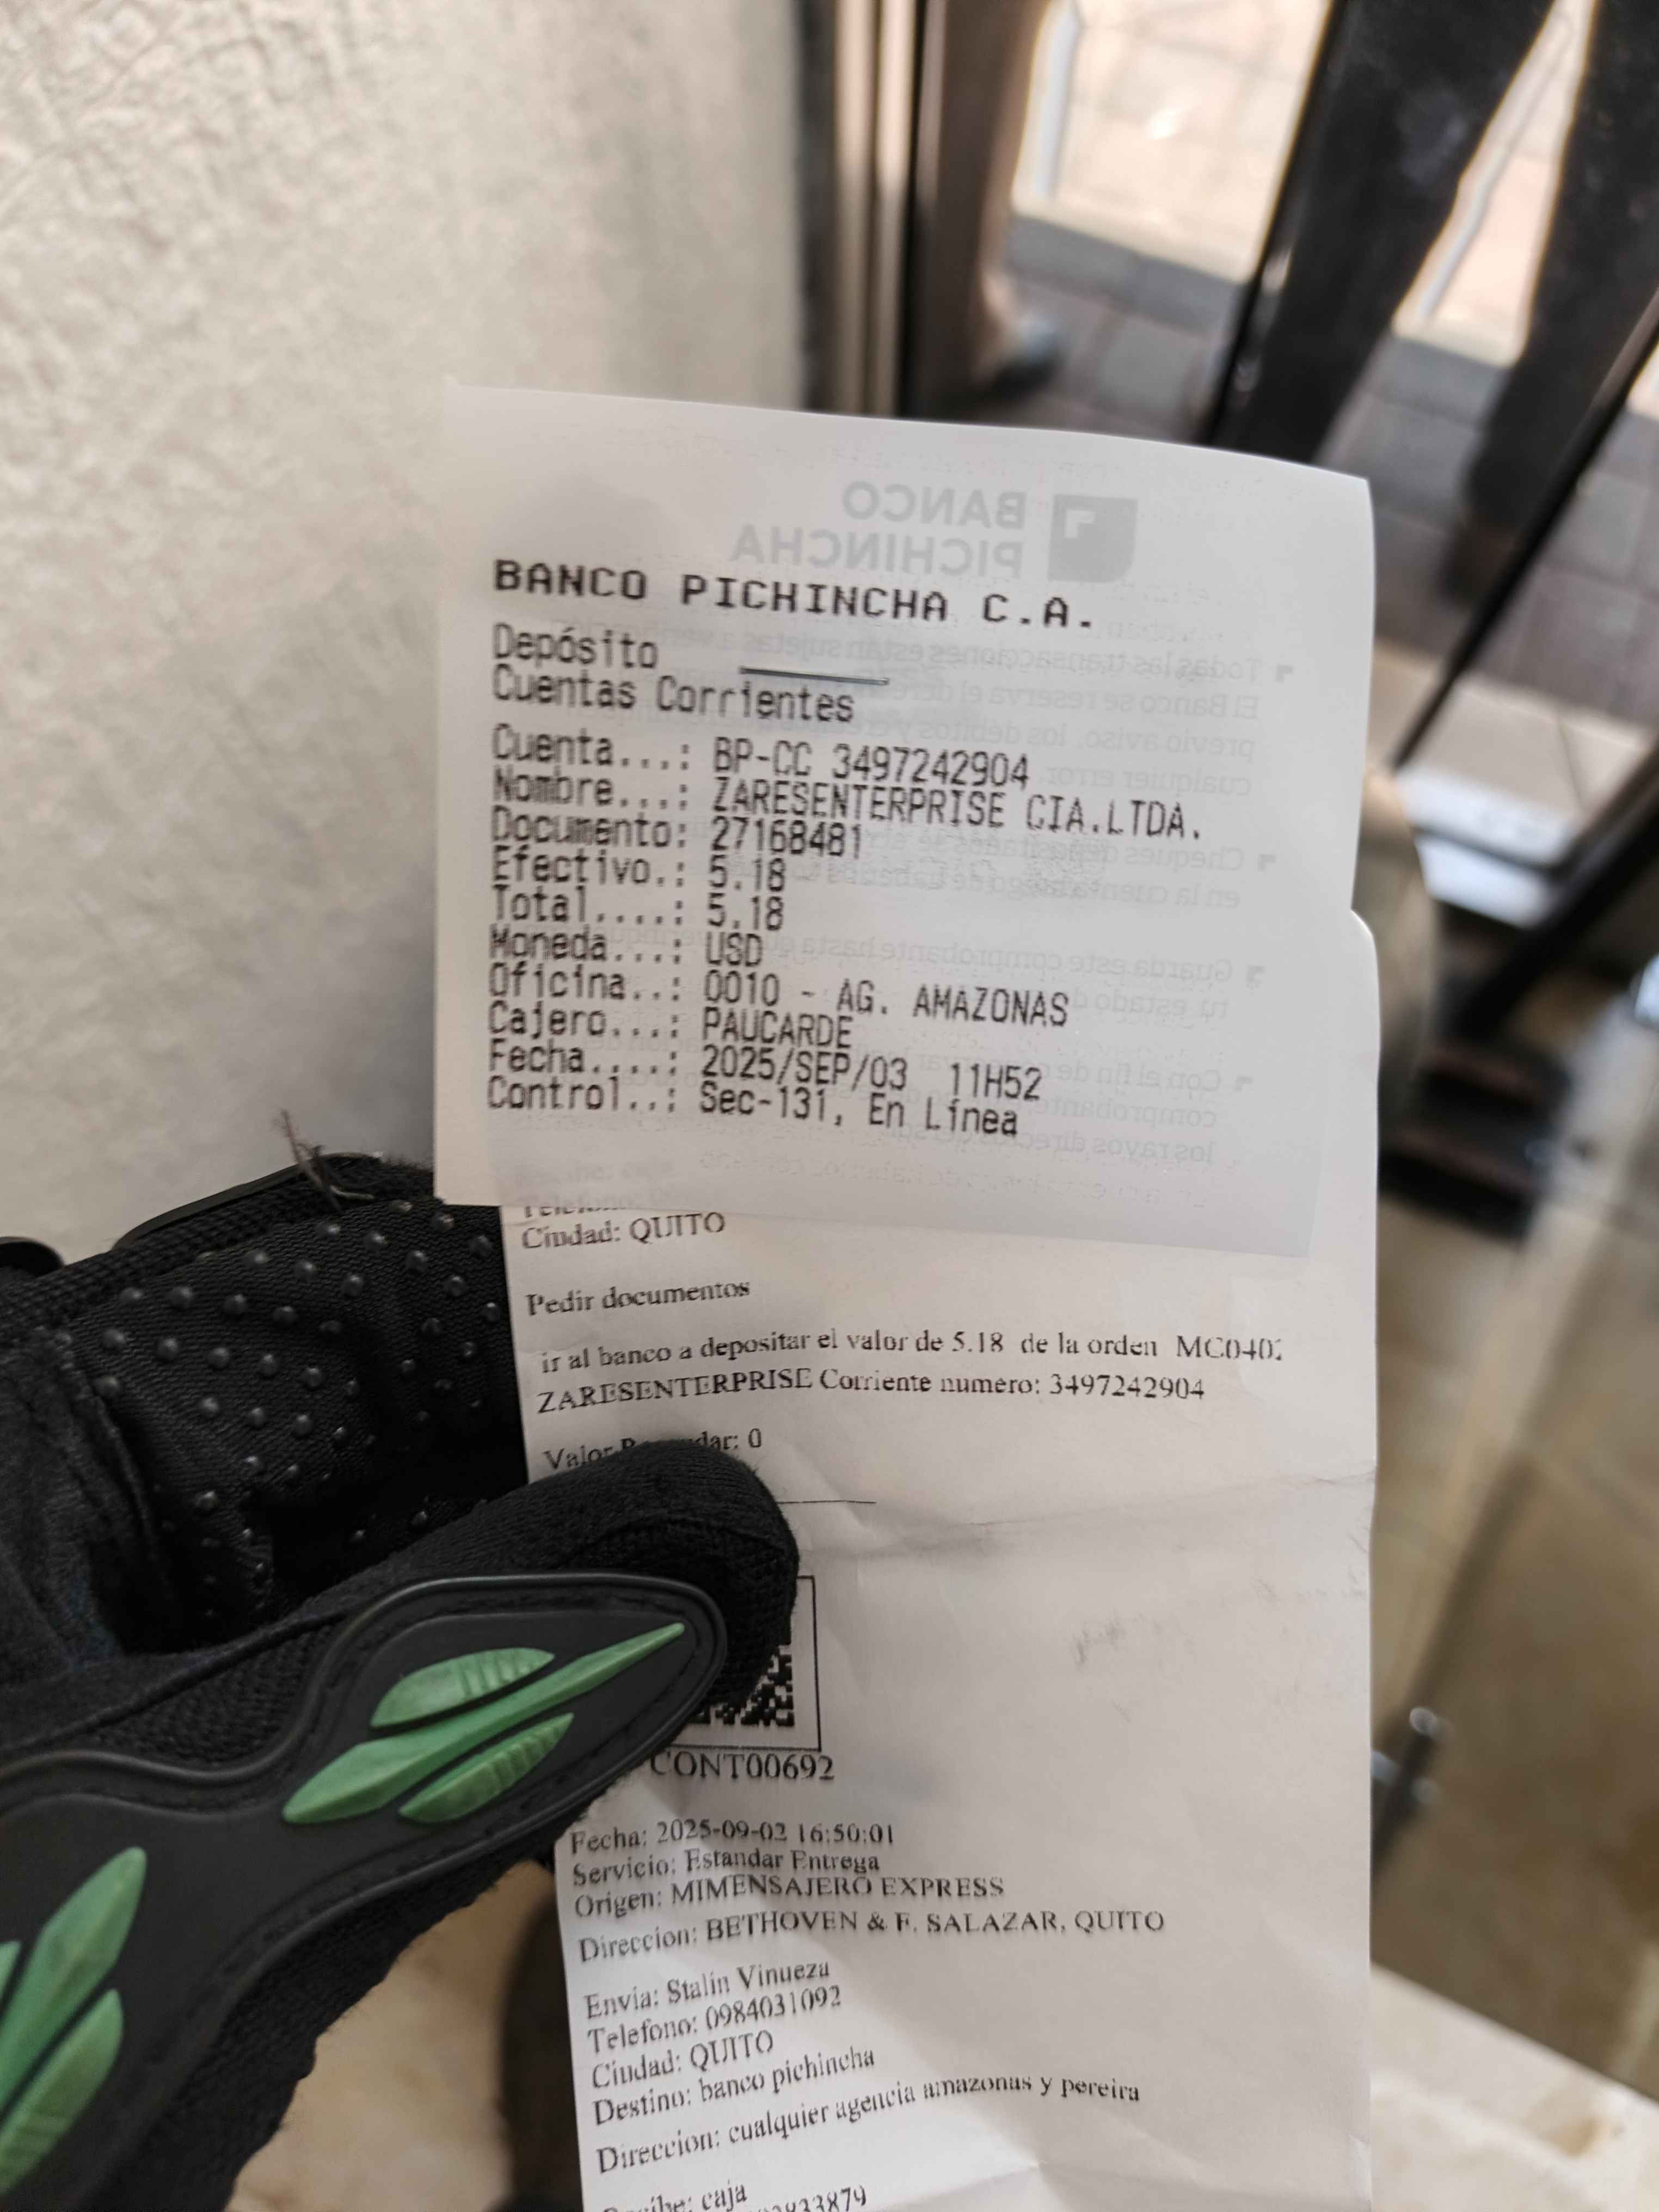 BANCO
PICHINCHA
BANCO PICHINCHA C.A.
Depósito
Cuentas Corrientes
Cuenta...: BP-CC 3497242904
Nombre...: ZARESENTERPRISE CIA.LTDA.
Documento: 27168481
Efectivo.: 5.18
Total....: 5.18
Moneda...: USD
Oficina..: 0010 - AG. AMAZONAS
Cajero...: PAUCARDE
Fecha....: 2025/SEP/03 11H52
Control..: Sec-131, En Línea
Ciudad: QUITO
Pedir documentos
ir al banco a depositar el valor de 5.18 de la orden
ZARESENTERPRISE Corriente numero: 3497242904
Valor 0
CONT00692
Fecha: 2025-09-02 16:50:01
Servicio: Estandar Entrega
Origen: MIMENSAJERO EXPRESS
Direccion: BETHOVEN & F. SALAZAR, QUITO
Envia: Stalin Vinueza
Telefono: 0984031092
Ciudad: QUITO
Destino: banco pichincha
Direccion: cualquier agencia amazonas y pereira
caja